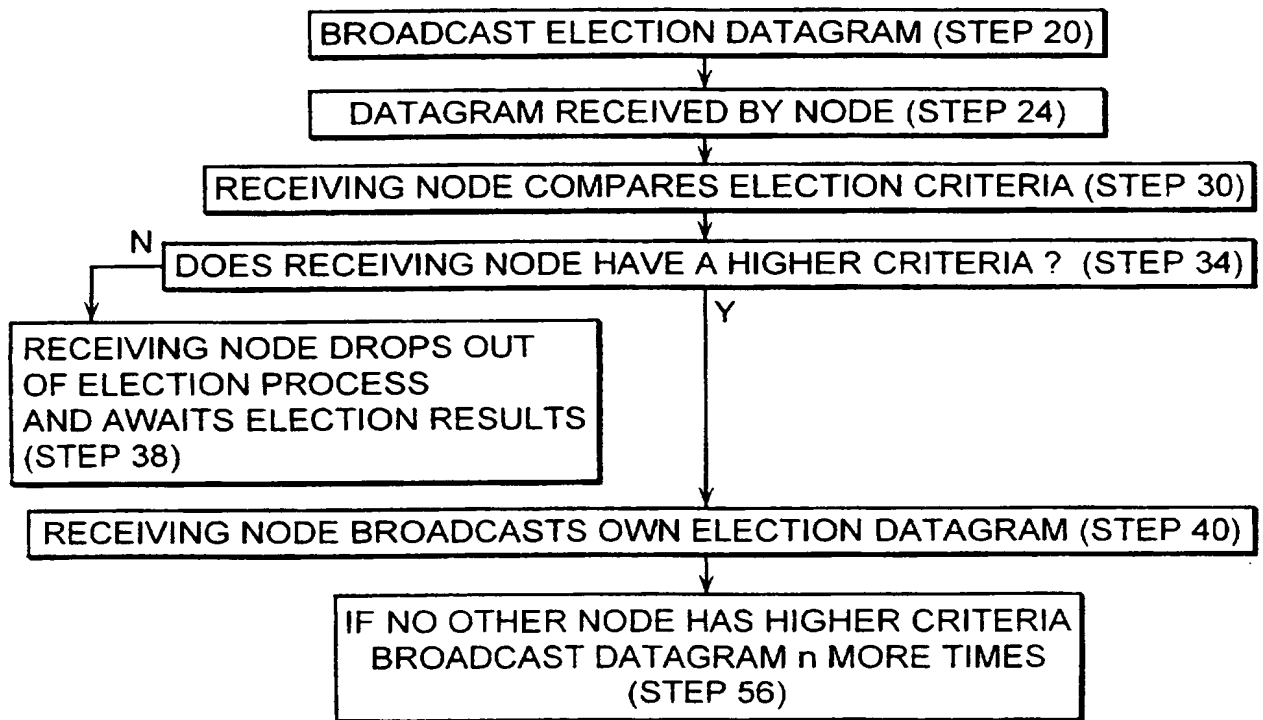 BROADCAST ELECTION DATAGRAM (STEP 20)
DATAGRAM RECEIVED BY NODE (STEP 24)
RECEIVING NODE COMPARES ELECTION CRITERIA (STEP 30)
N
DOES RECEIVING NODE HAVE A HIGHER CRITERIA ? (STEP 34)
Y
RECEIVING NODE DROPS OUT
OF ELECTION PROCESS
AND AWAITS ELECTION RESULTS
(STEP 38)
RECEIVING NODE BROADCASTS OWN ELECTION DATAGRAM (STEP 40)
IF NO OTHER NODE HAS HIGHER CRITERIA
BROADCAST DATAGRAM n MORE TIMES
(STEP 56)